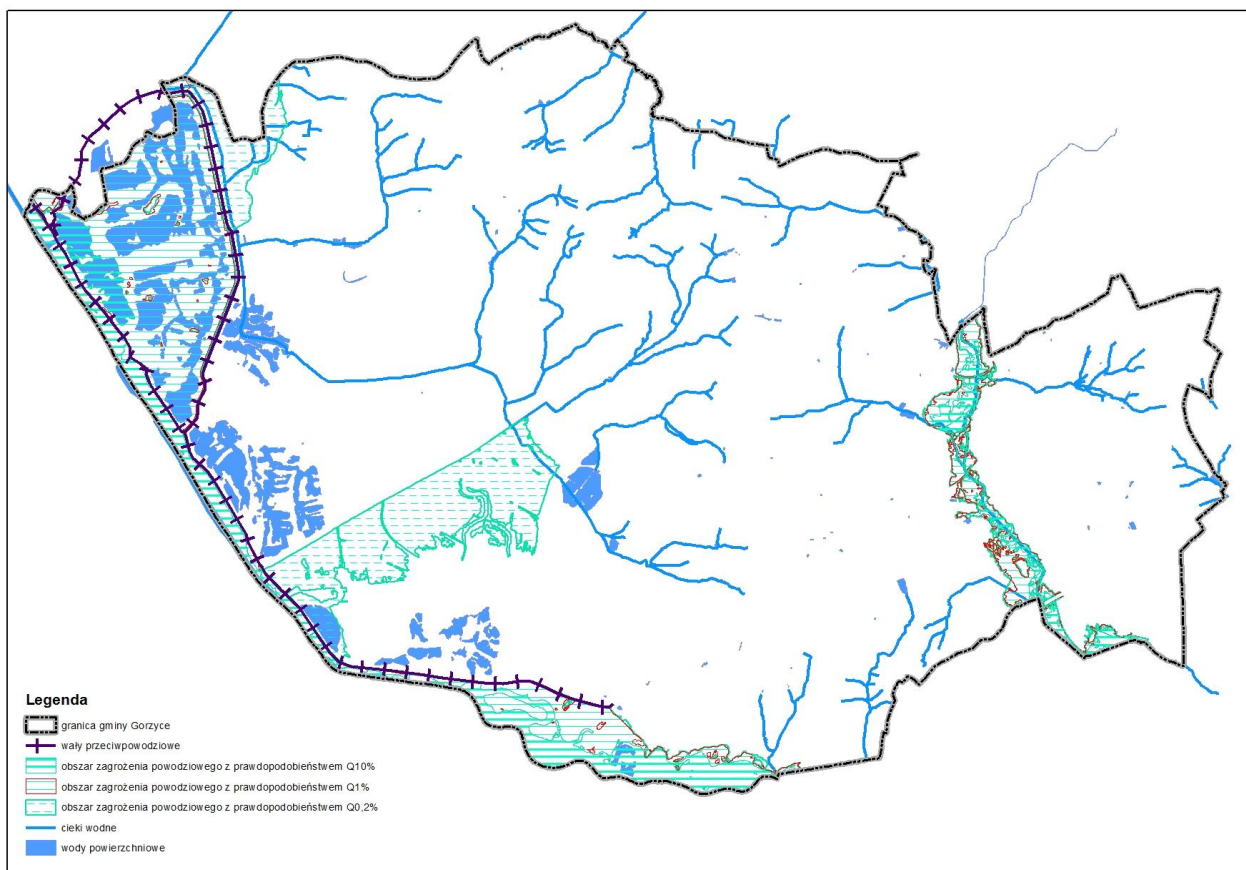 Legenda
granica gminy Gorzyce
wały przeciwpowodziowe
obszar zagrożenia powodziowego z prawdopodobieństwem Q10%
obszar zagrożenia powodziowego z prawdopodobieństwem Q1%
obszar zagrożenia powodziowego z prawdopodobieństwem Q0,2%
cieki wodne
wody powierzchniowe